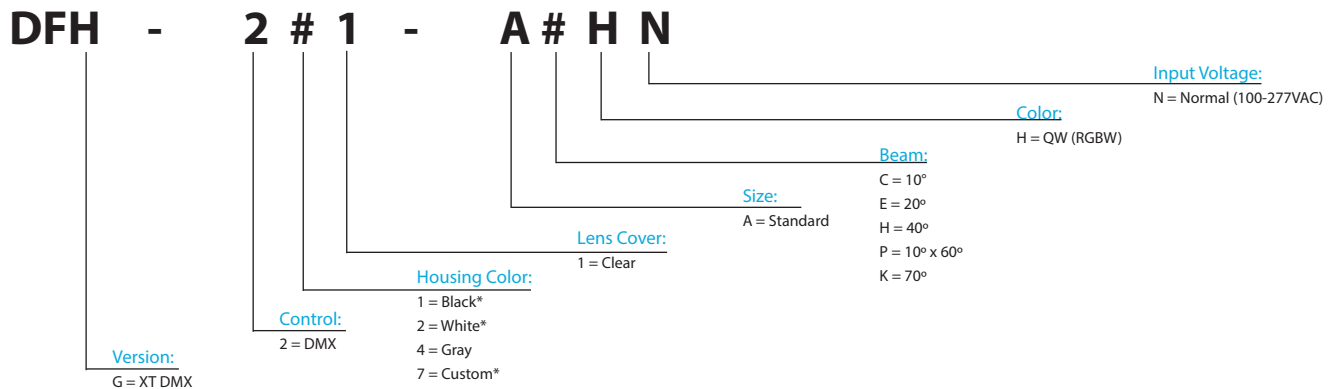 DFH - 2 # 1 - A # H N
Input Voltage:
N = Normal (100-277VAC)
Color:
H = QW (RGBW)
Beam:
C = 10°
E = 20º
H = 40º
P = 10º x 60º
K = 70º
Size:
A = Standard
Lens Cover:
1 = Clear
Housing Color:
1 = Black*
2 = White*
4 = Gray
7 = Custom*
Control:
2 = DMX
Version:
G = XT DMX